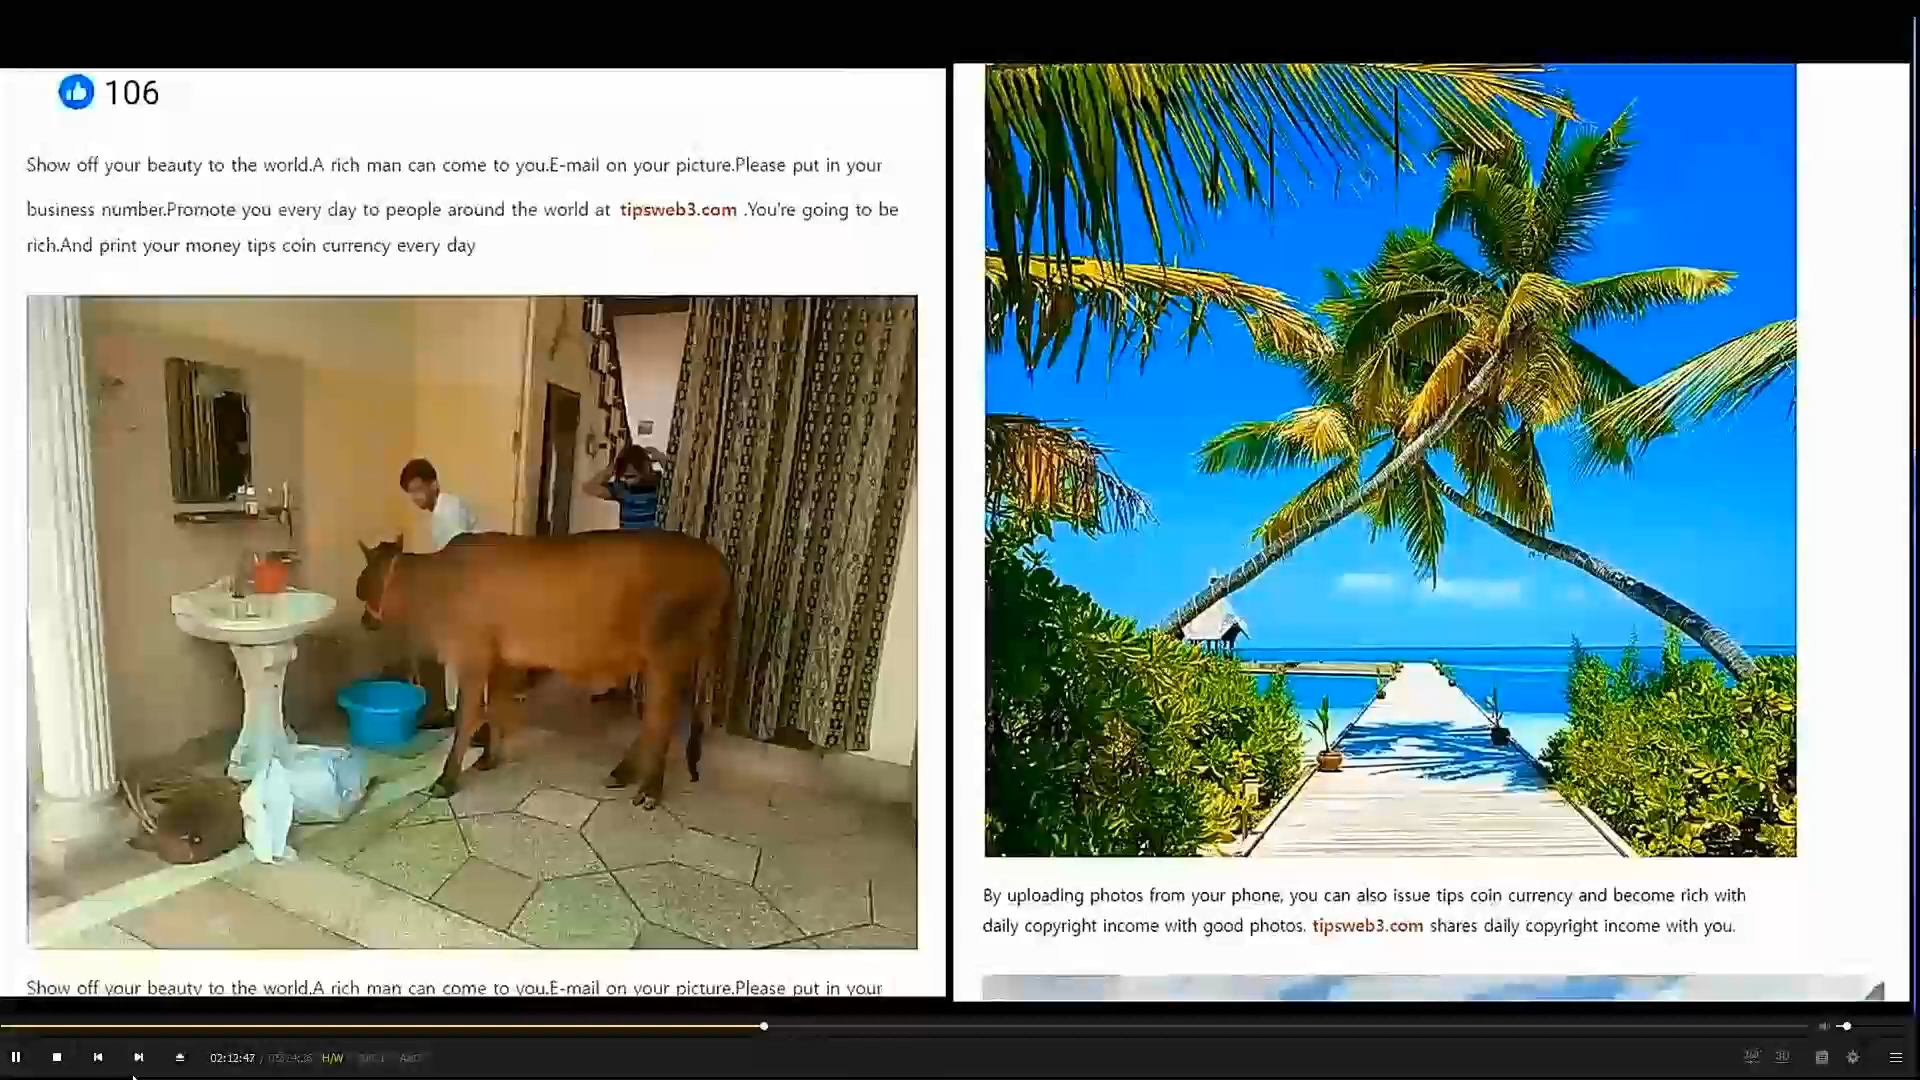 106
Show off your beauty to the world.A rich man can come to you.E-mail on your picture.Please put in your
business number.Promote you every day to people around the world at tipsweb3.com .You're going to be
rich.And print your money tips coin currency every day
Show off your beauty to the world.A rich man can come to you.E-mail on your picture.Please put in your
By uploading photos from your phone, you can also issue tips coin currency and become rich with
daily copyright income with good photos. tipsweb3.com shares daily copyright income with you.
02:12:47 /
H/W
3D